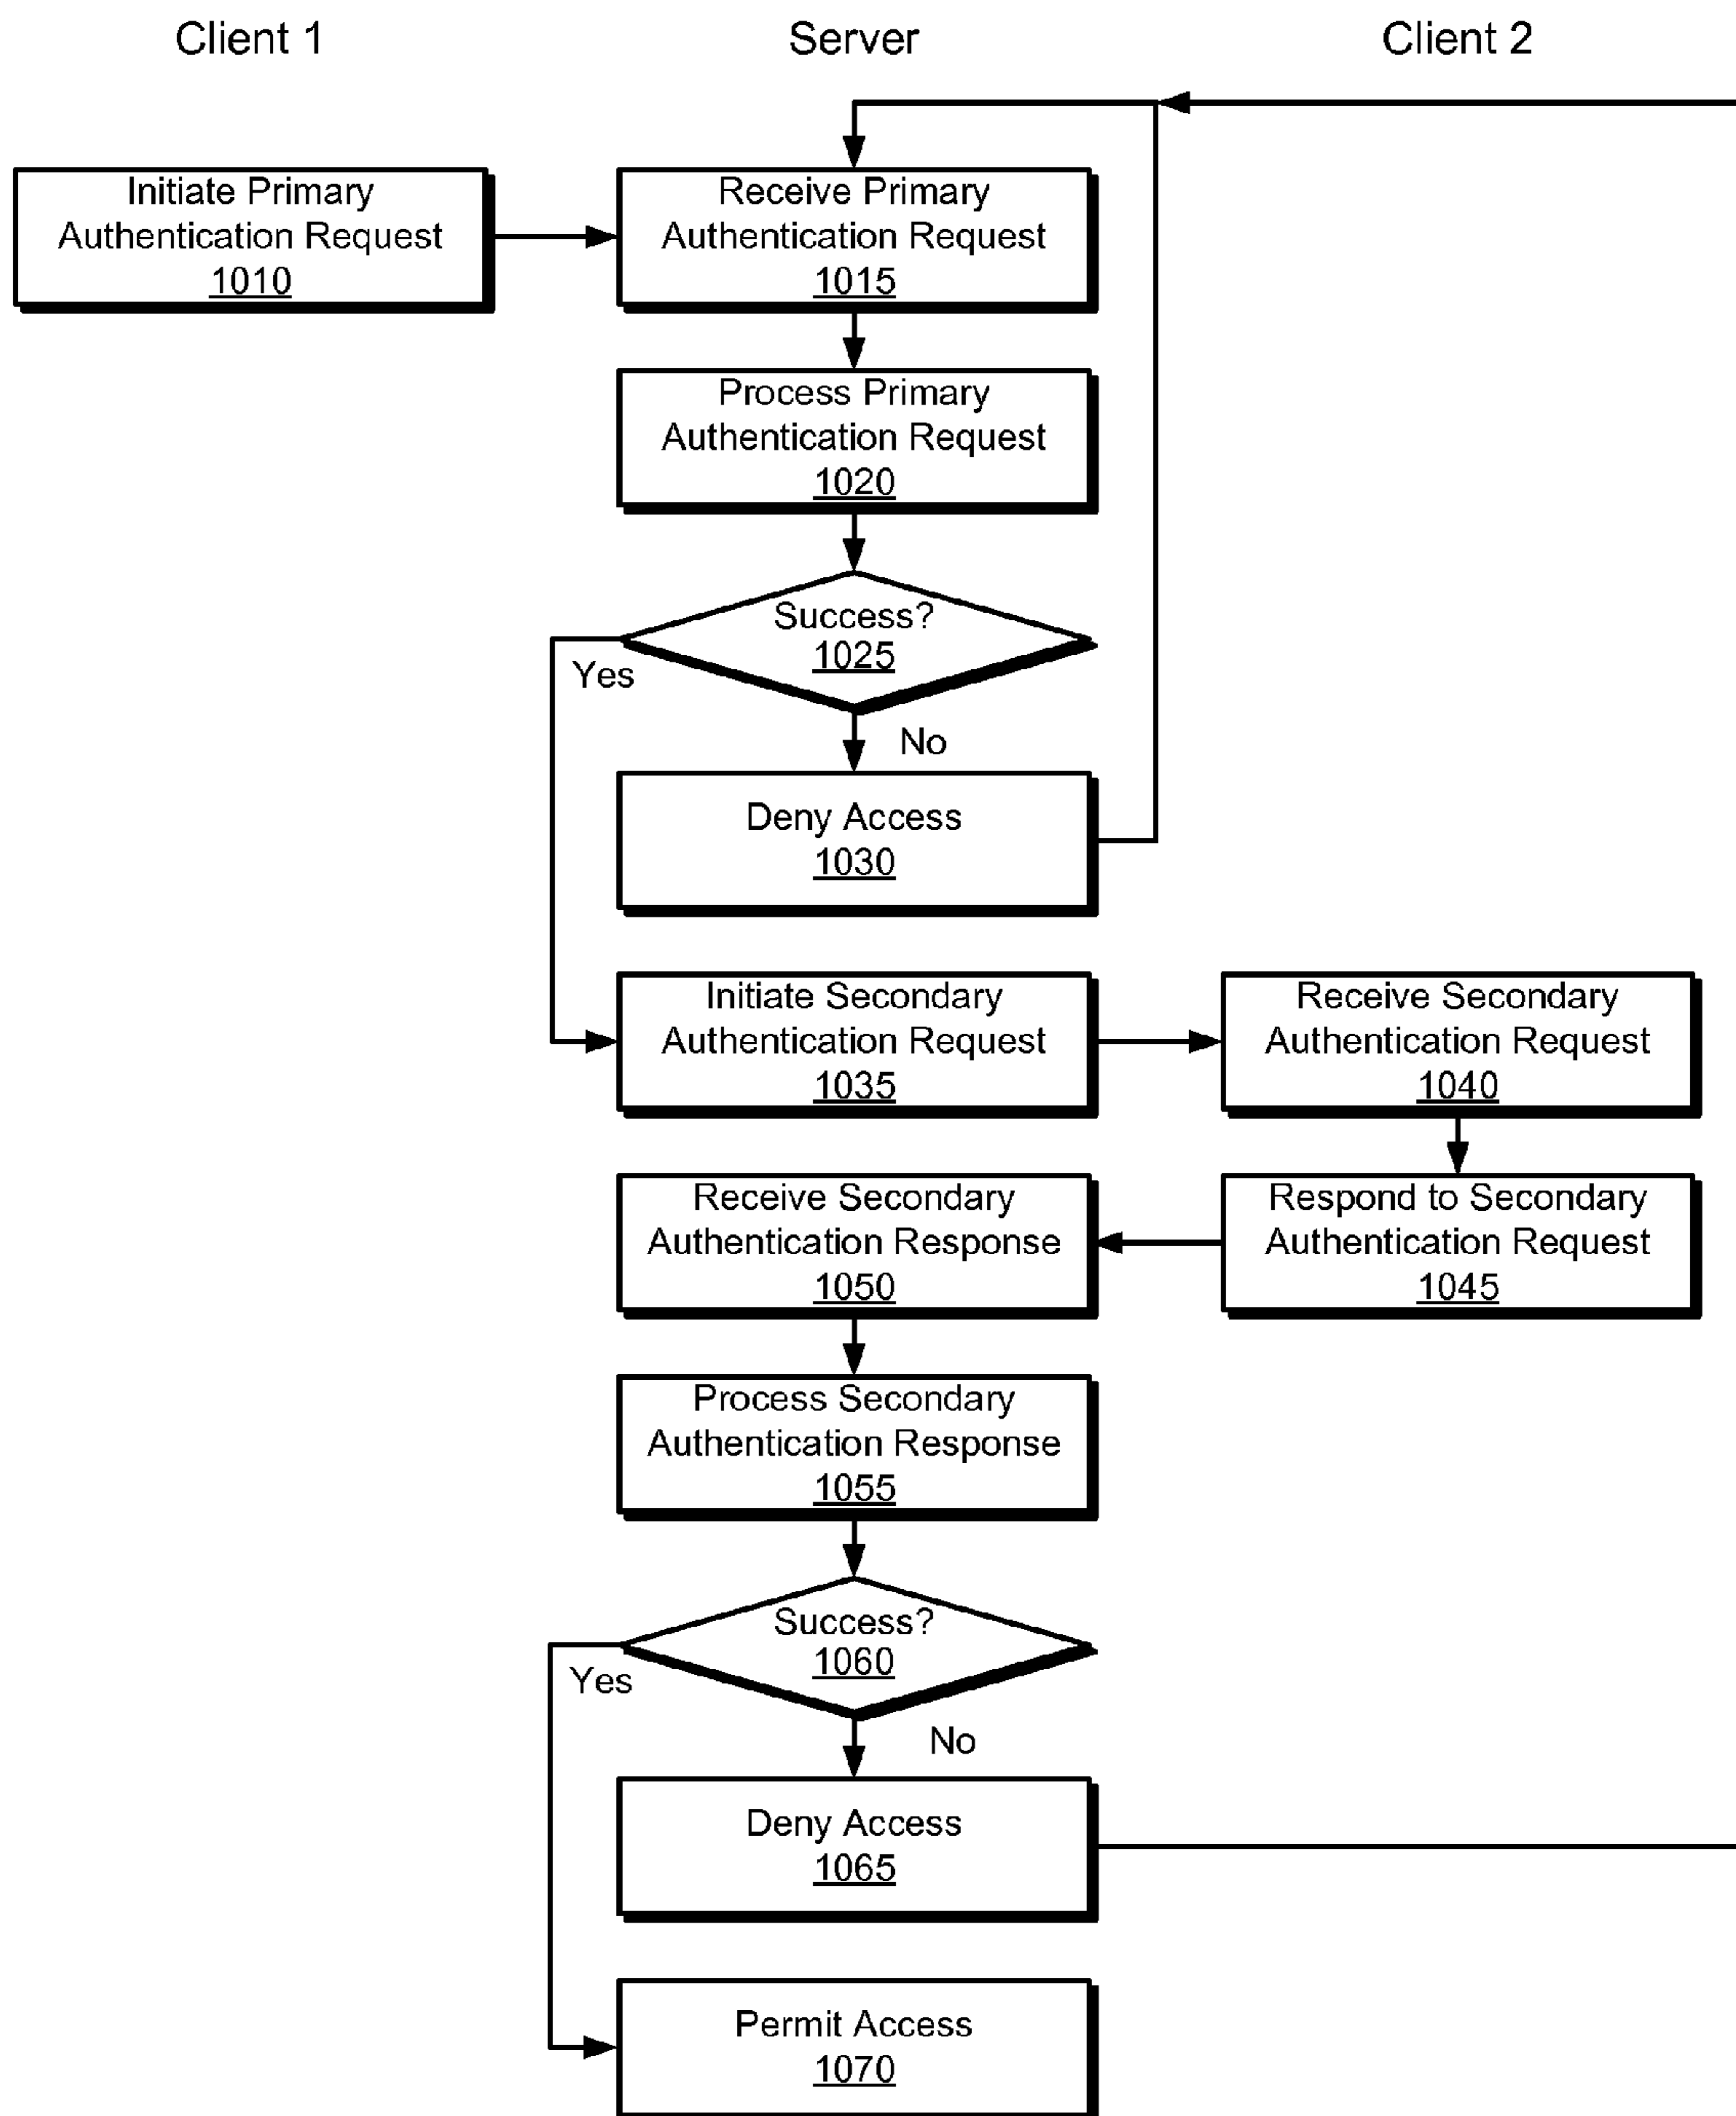 Client 1
Server
Client 2
Initiate Primary
Authentication Request
1010
Receive Primary
Authentication Request
1015
Process Primary
Authentication Request
1020
Success?
1025
Yes
No
Deny Access
1030
Initiate Secondary
Authentication Request
1035
Receive Secondary
Authentication Request
1040
Respond to Secondary
Authentication Request
1045
Receive Secondary
Authentication Response
1050
Process Secondary
Authentication Response
1055
Success?
1060
Yes
No
Deny Access
1065
Permit Access
1070